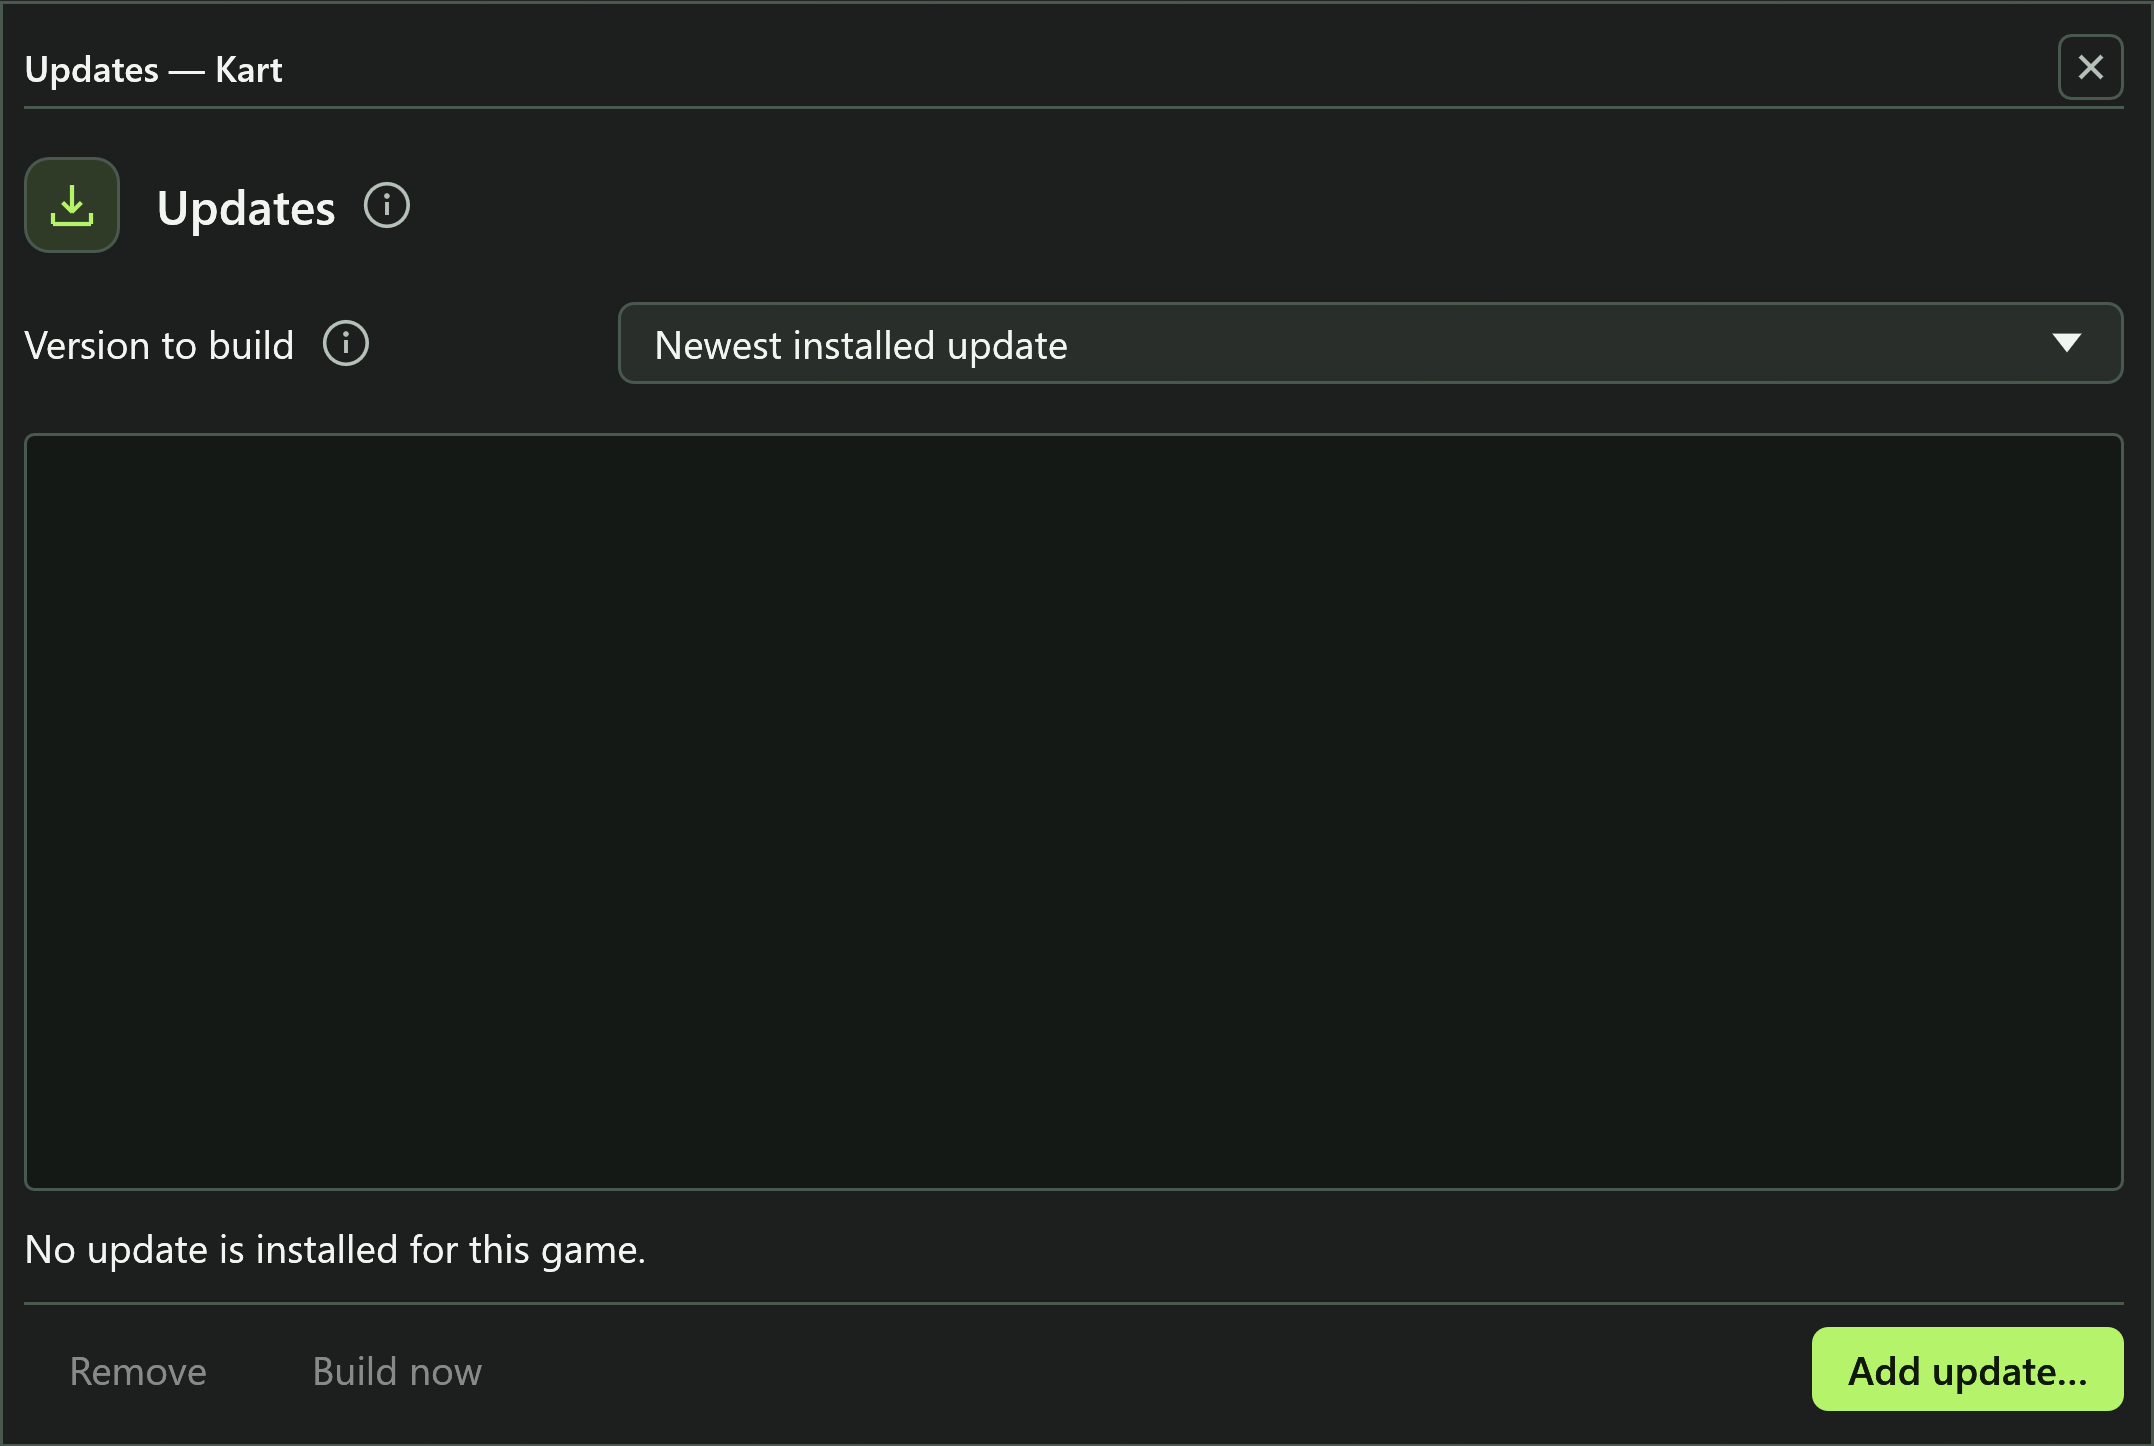 Updates — Kart
Updates
Version to build
Newest installed update
No update is installed for this game.
Remove
Build now
Add update...